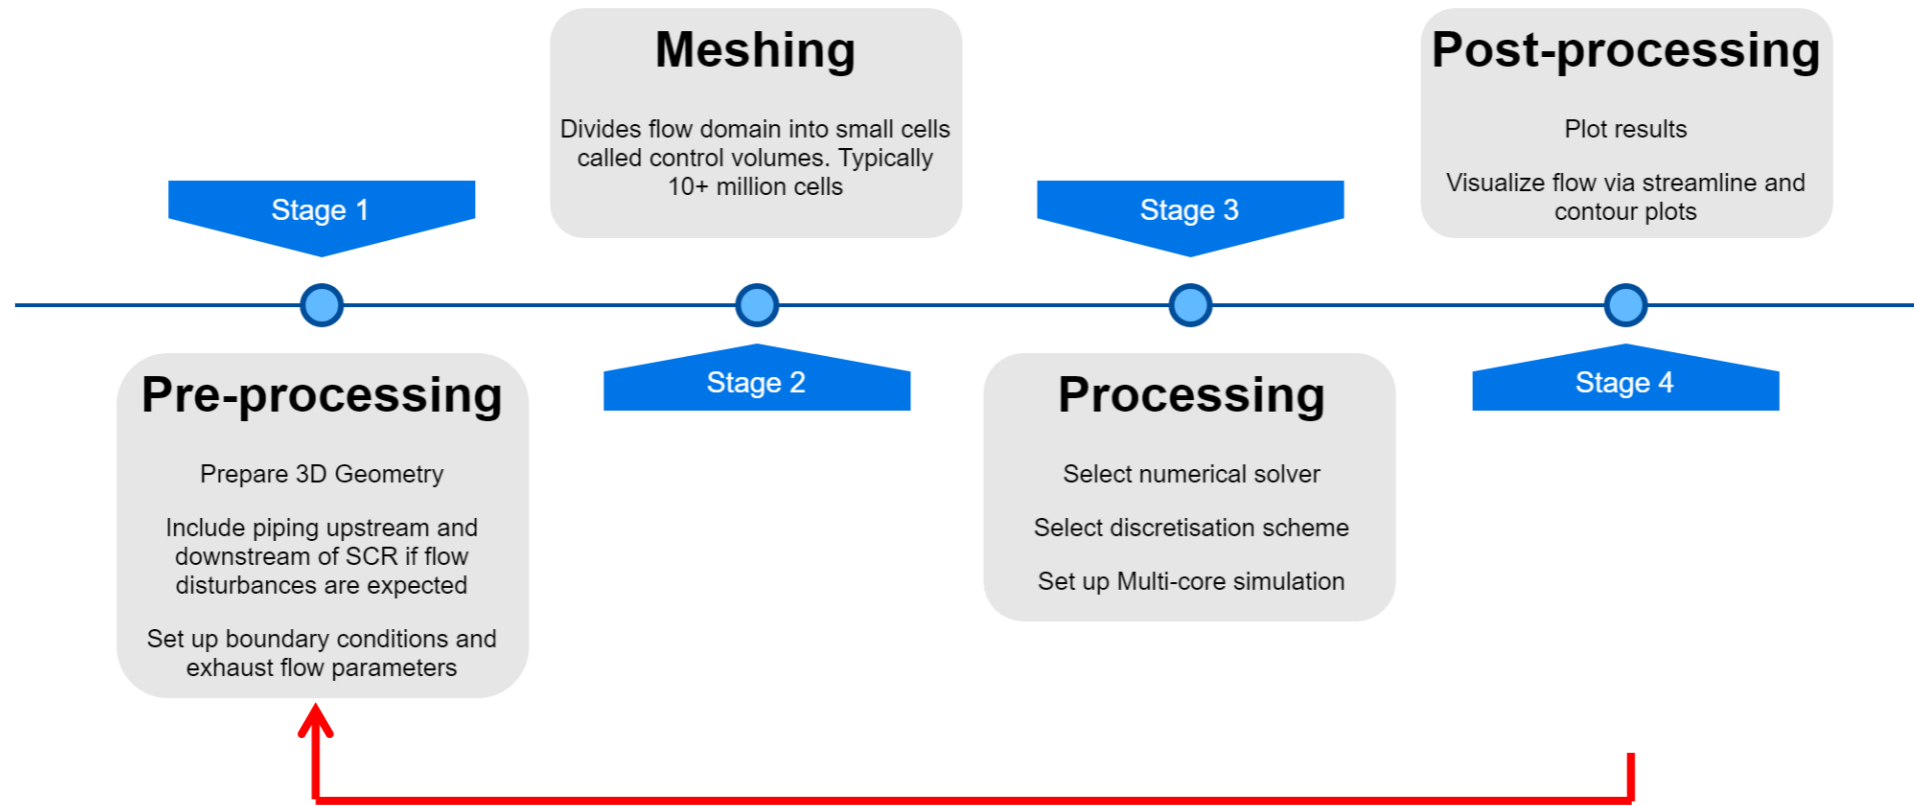 Stage 1
Pre-processing
Prepare 3D Geometry
Include piping upstream and
downstream of SCR if flow
disturbances are expected
Set up boundary conditions and
exhaust flow parameters
Meshing
Divides flow domain into small cells
called control volumes. Typically
10+ million cells
Stage 2
Stage 3
Processing
Select numerical solver
Select discretisation scheme
Set up Multi-core simulation
Post-processing
Plot results
Visualize flow via streamline and
contour plots
Stage 4